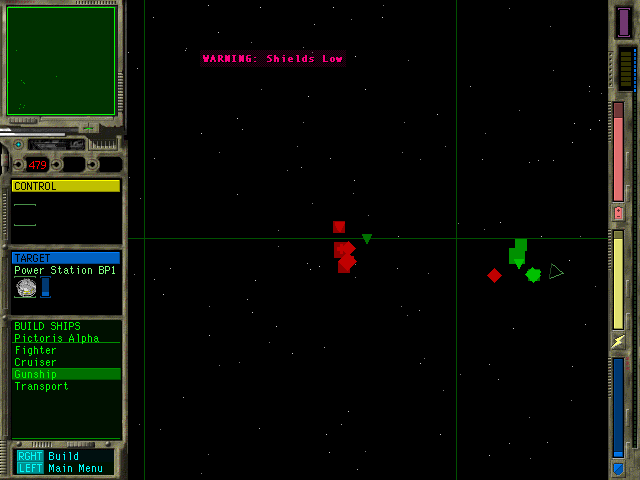 WARNING: Shields Low
479
CONTROL
TARGET
Power Station BP1
BUILD SHIPS
Pictoris Alpha
Fighter
Cruiser
Gunship
Transport
RGHT Build
LEFT Main Menu